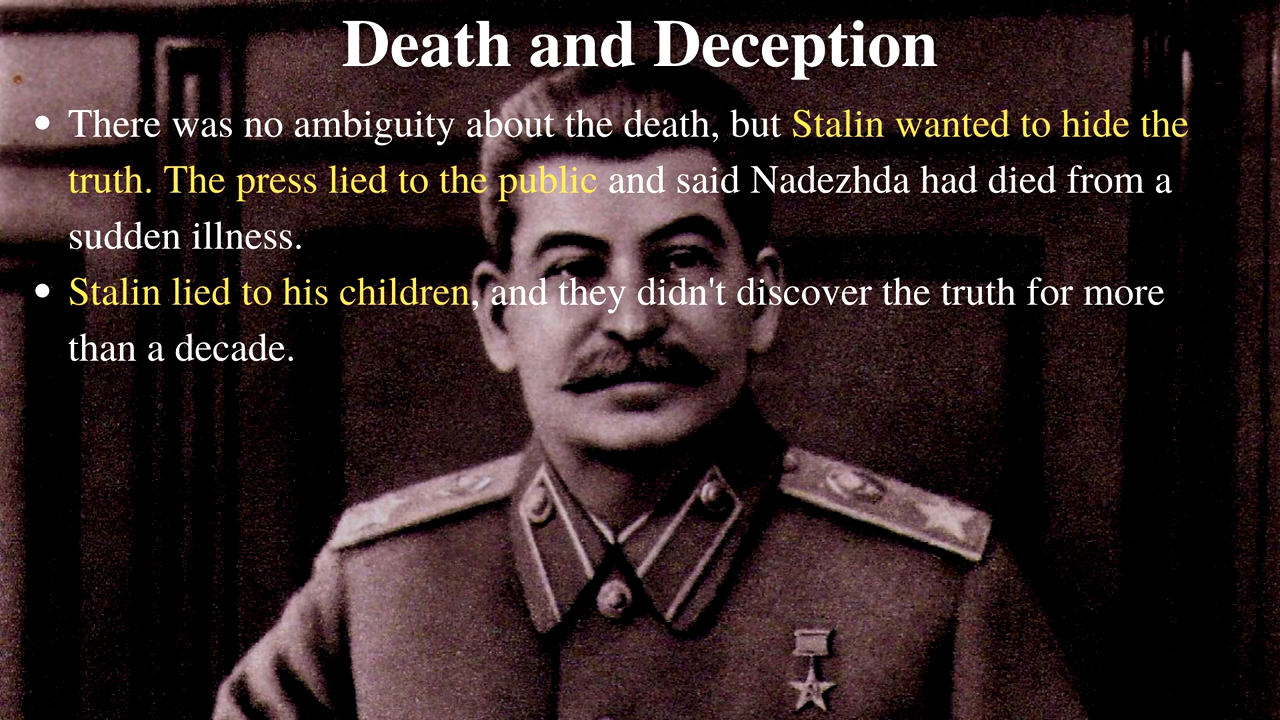 Death and Deception
• There was no ambiguity about the death, but Stalin wanted to hide the
truth. The press lied to the public and said Nadezhda had died from a
sudden illness.
• Stalin lied to his children, and they didn't discover the truth for more
than a decade.